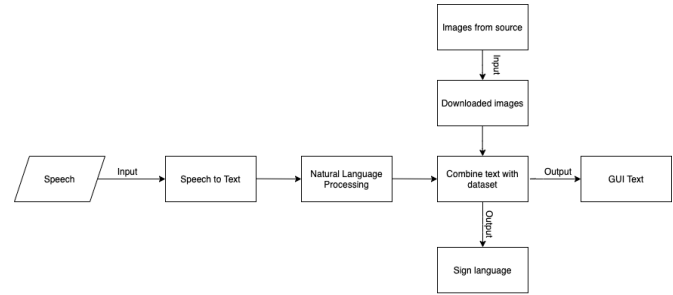 Images from source
Input
Downloaded images
Speech
Input
Speech to Text
Natural Language
Processing
Combine text with
dataset
Output
GUI Text
Output
Sign language